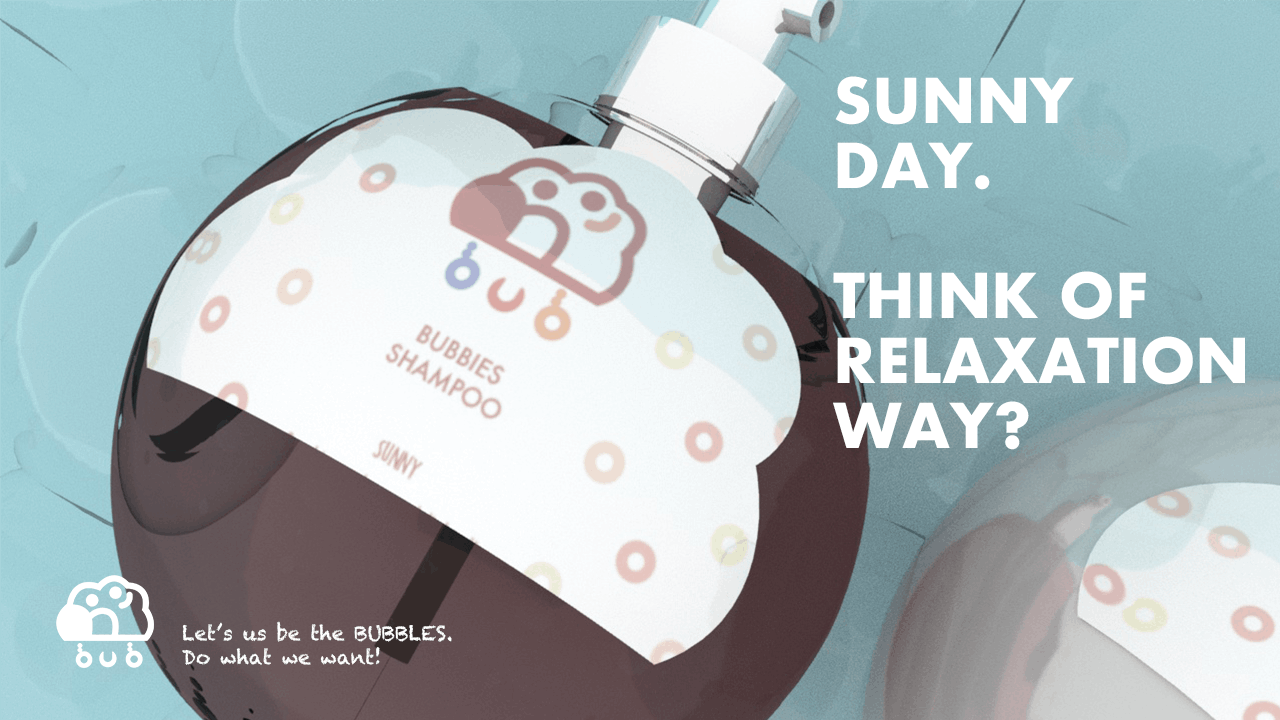 SUNNY
DAY.
THINK OF
RELAXATION
WAY?
bub
BUBBIES
SHAMPOO
SUNNY
bub
Let's us be the BUBBLES.
Do what we want!